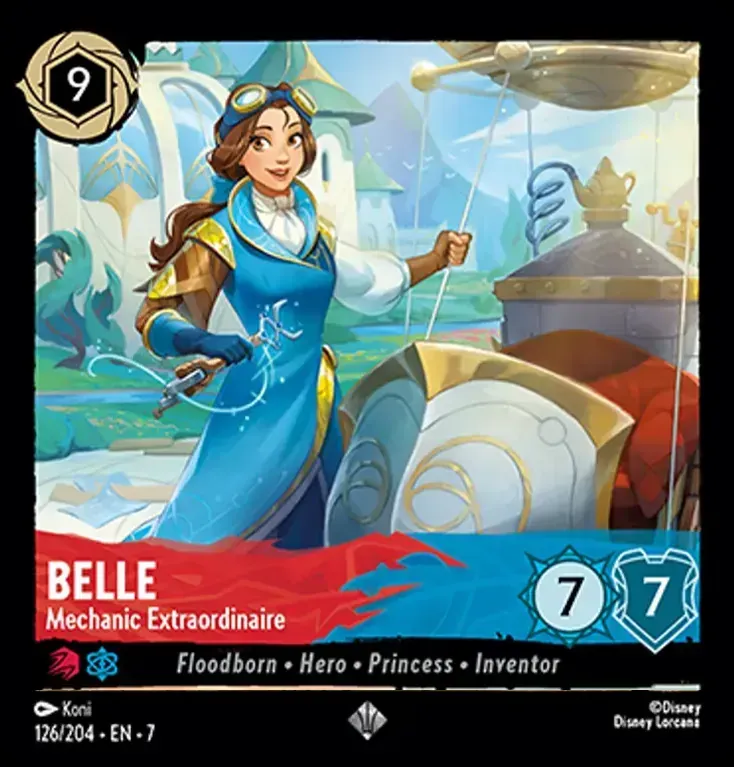 9
BELLE
Mechanic Extraordinaire
7
7
Floodborn • Hero • Princess • Inventor
Koni
©Disney
126/204 • EN • 7
Disney Lorcana